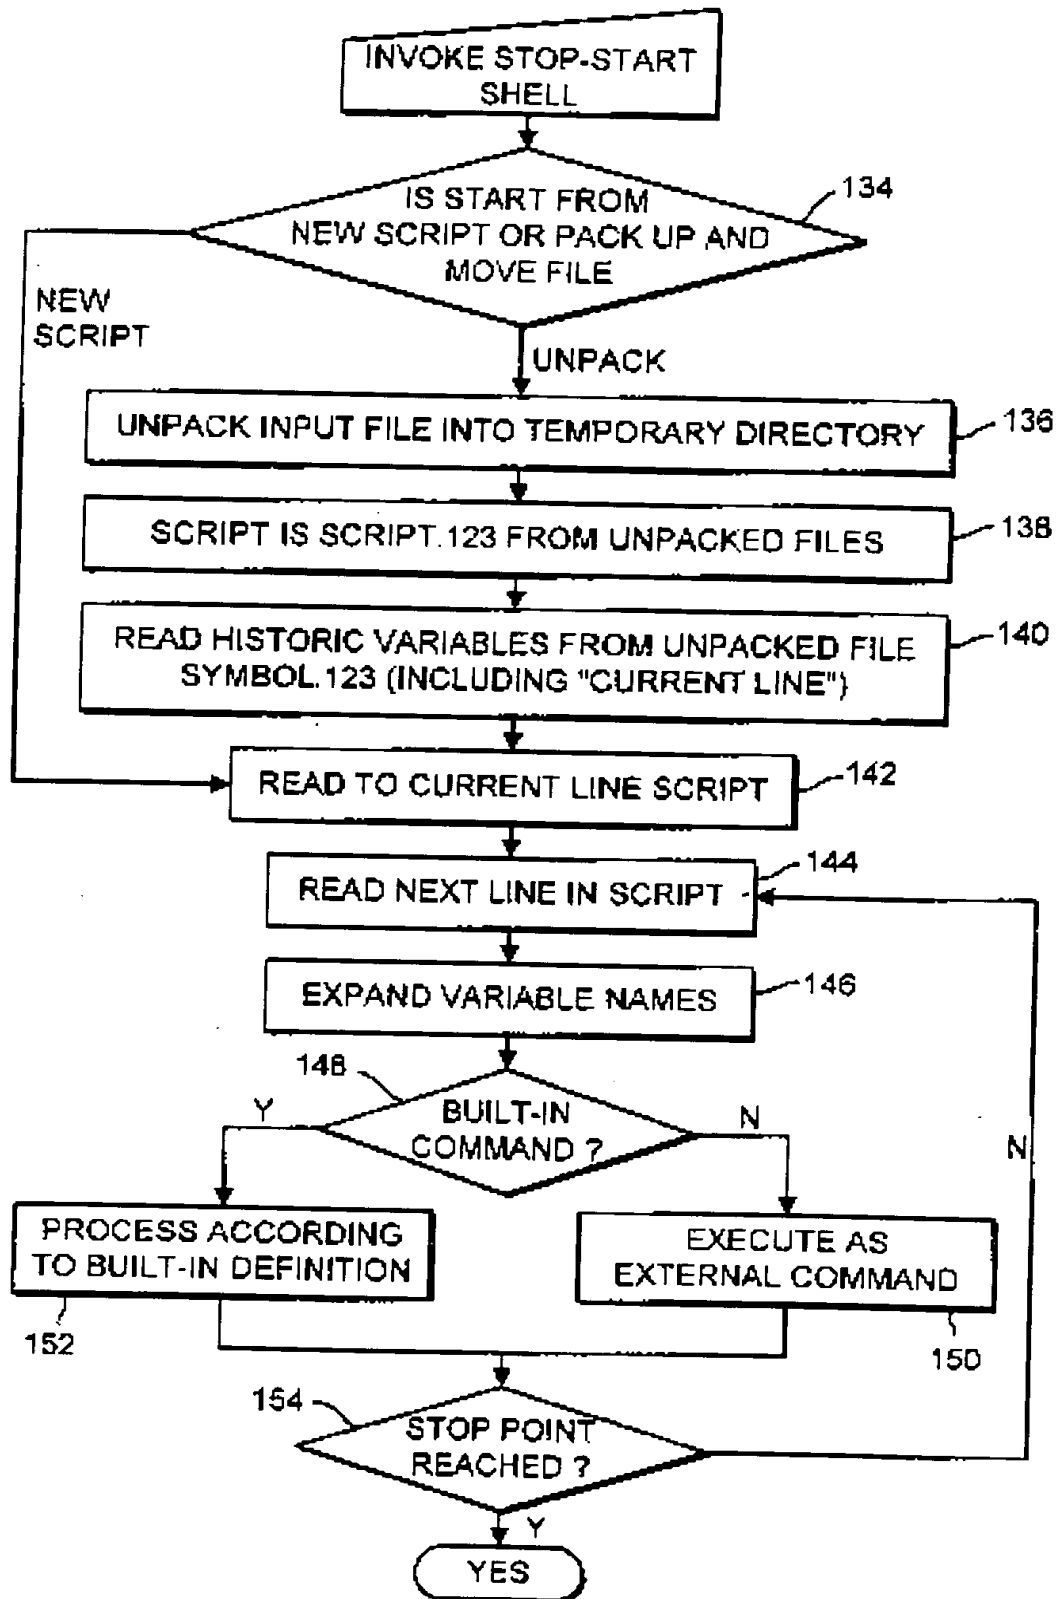 INVOKE STOP-START
SHELL
IS START FROM
NEW SCRIPT OR PACK UP AND
MOVE FILE
134
NEW
SCRIPT
UNPACK
UNPACK INPUT FILE INTO TEMPORARY DIRECTORY
136
SCRIPT IS SCRIPT.123 FROM UNPACKED FILES
138
READ HISTORIC VARIABLES FROM UNPACKED FILE
SYMBOL.123 (INCLUDING "CURRENT LINE")
140
READ TO CURRENT LINE SCRIPT
142
READ NEXT LINE IN SCRIPT
144
EXPAND VARIABLE NAMES
146
148
BUILT-IN
COMMAND ?
Y
N
N
PROCESS ACCORDING
TO BUILT-IN DEFINITION
152
EXECUTE AS
EXTERNAL COMMAND
150
154
STOP POINT
REACHED ?
Y
YES